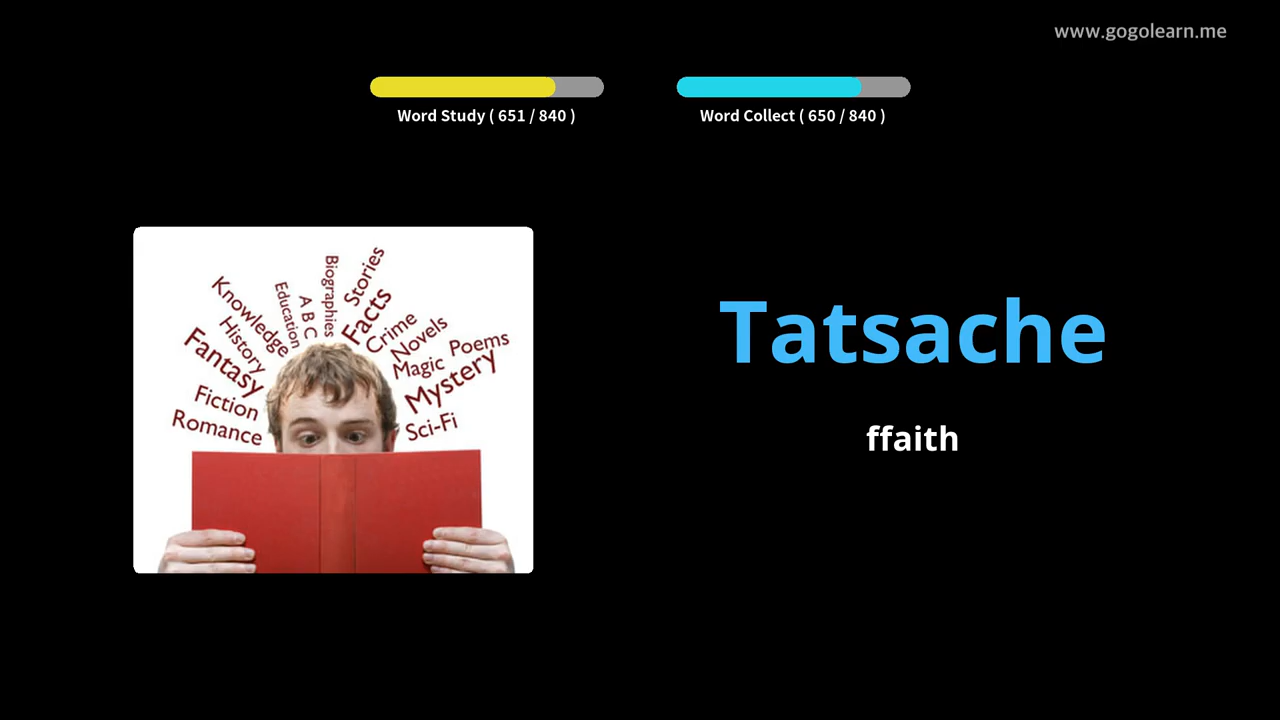 www.gogolearn.me
Word Study ( 651 / 840 )
Word Collect ( 650 / 840 )
Tatsache
ffaith
Knowledge
Education
A B C
Biographies
Stories
Facts
Crime
Novels
Poems
Magic
Mystery
Sci-Fi
History
Fantasy
Fiction
Romance